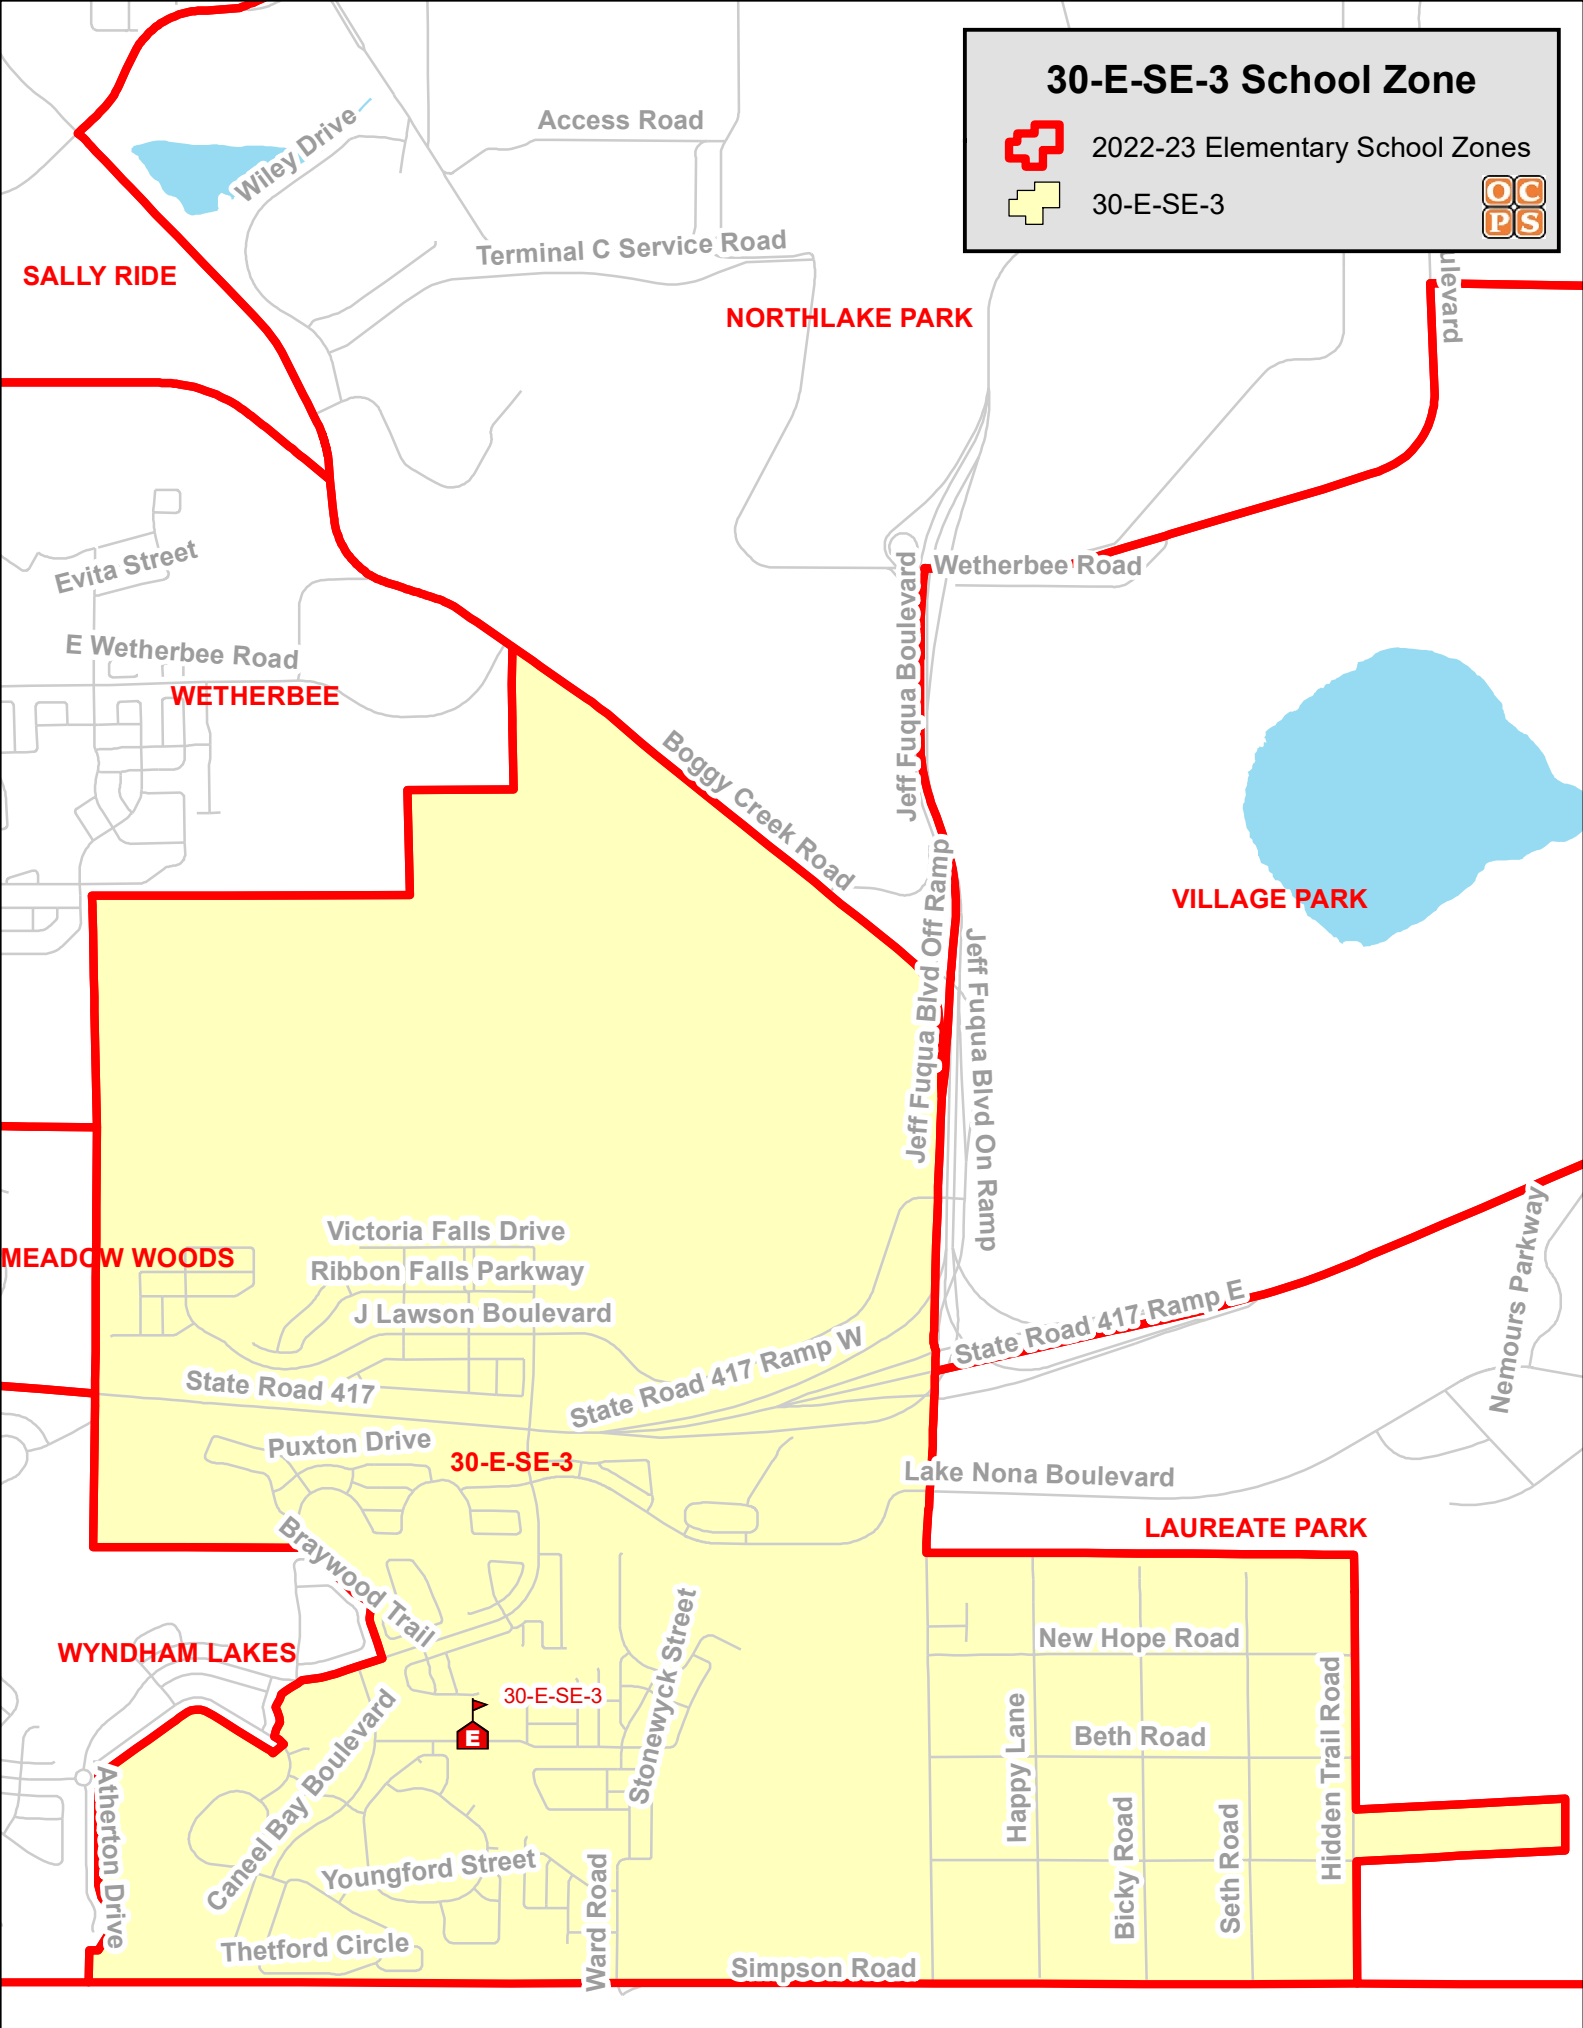 30-E-SE-3 School Zone
2022-23 Elementary School Zones
30-E-SE-3
OC
PS
Access Road
Wiley Drive
Terminal C Service Road
SALLY RIDE
NORTHLAKE PARK
ulevard
Evita Street
Wetherbee Road
E Wetherbee Road
WETHERBEE
Jeff Fuqua Boulevard
Boggy Creek Road
VILLAGE PARK
Jeff Fuqua Blvd Off Ramp
Jeff Fuqua Blvd On Ramp
Victoria Falls Drive
MEADOW WOODS
Ribbon Falls Parkway
J Lawson Boulevard
State Road 417 Ramp E
Nemours Parkway
State Road 417 Ramp W
State Road 417
Puxton Drive
30-E-SE-3
Lake Nona Boulevard
LAUREATE PARK
Braywood Trail
New Hope Road
WYNDHAM LAKES
Stonewyck Street
30-E-SE-3
E
Caneel Bay Boulevard
Beth Road
Happy Lane
Hidden Trail Road
Atherton Drive
Bicky Road
Seth Road
Youngford Street
Ward Road
Thetford Circle
Simpson Road